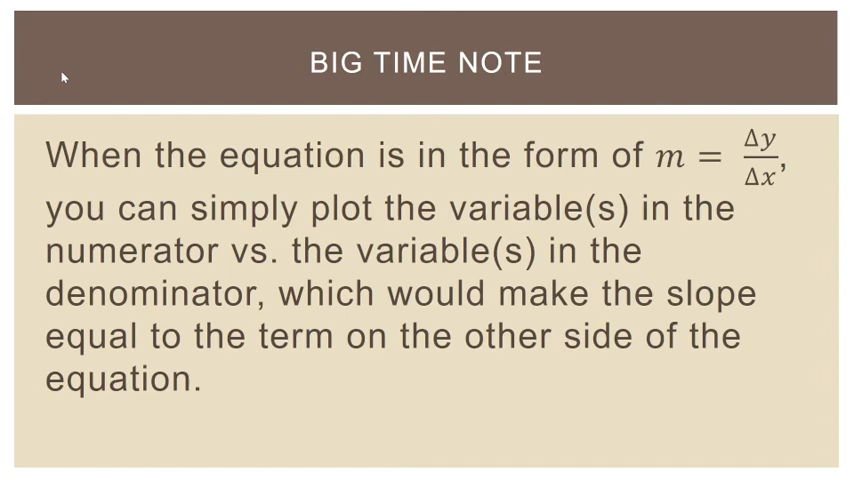 BIG TIME NOTE
When the equation is in the form of m = Δy/Δx,
you can simply plot the variable(s) in the
numerator vs. the variable(s) in the
denominator, which would make the slope
equal to the term on the other side of the
equation.